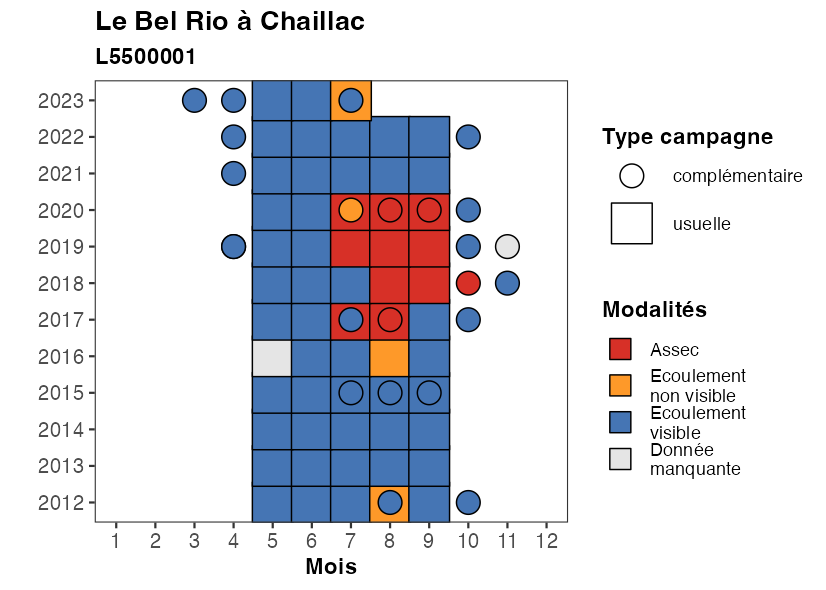 Le Bel Rio à Chaillac
L5500001
2023
2022
2021
2020
2019
2018
2017
2016
2015
2014
2013
2012
1 2 3 4 5 6 7 8 9 10 11 12
Mois
Type campagne
complémentaire
usuelle
Modalités
Assec
Ecoulement
non visible
Ecoulement
visible
Donnée
manquante